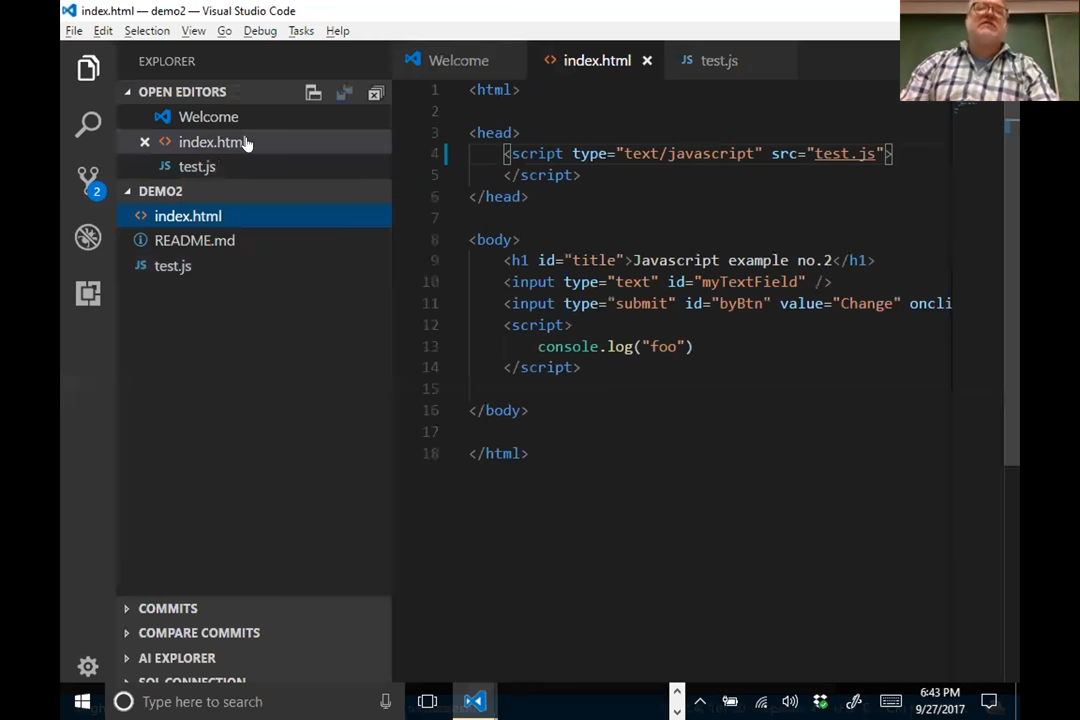 index.html — demo2 — Visual Studio Code
File Edit Selection View Go Debug Tasks Help
EXPLORER
OPEN EDITORS
Welcome
index.html
test.js
2
DEMO2
index.html
README.md
test.js
COMMITS
COMPARE COMMITS
AI EXPLORER
SQL CONNECTION
Welcome index.html test.js
1 <html>
2
3 <head>
4 <script type="text/javascript" src="test.js">
5 </script>
6 </head>
7
8 <body>
9 <h1 id="title">Javascript example no.2</h1>
10 <input type="text" id="myTextField" />
11 <input type="submit" id="byBtn" value="Change" oncli
12 <script>
13 console.log("foo")
14 </script>
15
16 </body>
17
18 </html>
Type here to search
6:43 PM
9/27/2017